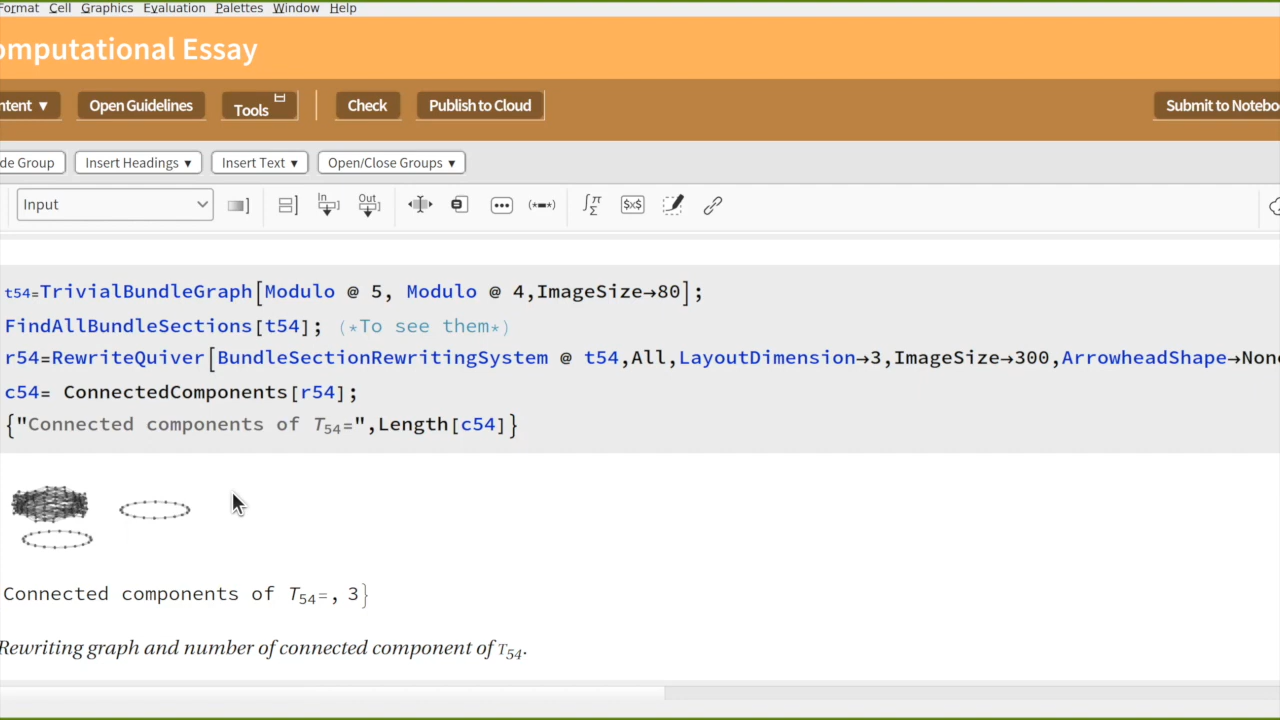 Format Cell Graphics Evaluation Palettes Window Help
omputational Essay
ntent ▼ Open Guidelines Tools Check Publish to Cloud Submit to Notebo
de Group Insert Headings ▼ Insert Text ▼ Open/Close Groups ▼
Input In Out (*▪*) $x$
t54=TrivialBundleGraph[Modulo @ 5, Modulo @ 4,ImageSize→80];
FindAllBundleSections[t54]; (*To see them*)
r54=RewriteQuiver[BundleSectionRewritingSystem @ t54,All,LayoutDimension→3,ImageSize→300,ArrowheadShape→None
c54= ConnectedComponents[r54];
{"Connected components of T₅₄=",Length[c54]}
Connected components of T₅₄=, 3}
Rewriting graph and number of connected component of T₅₄.